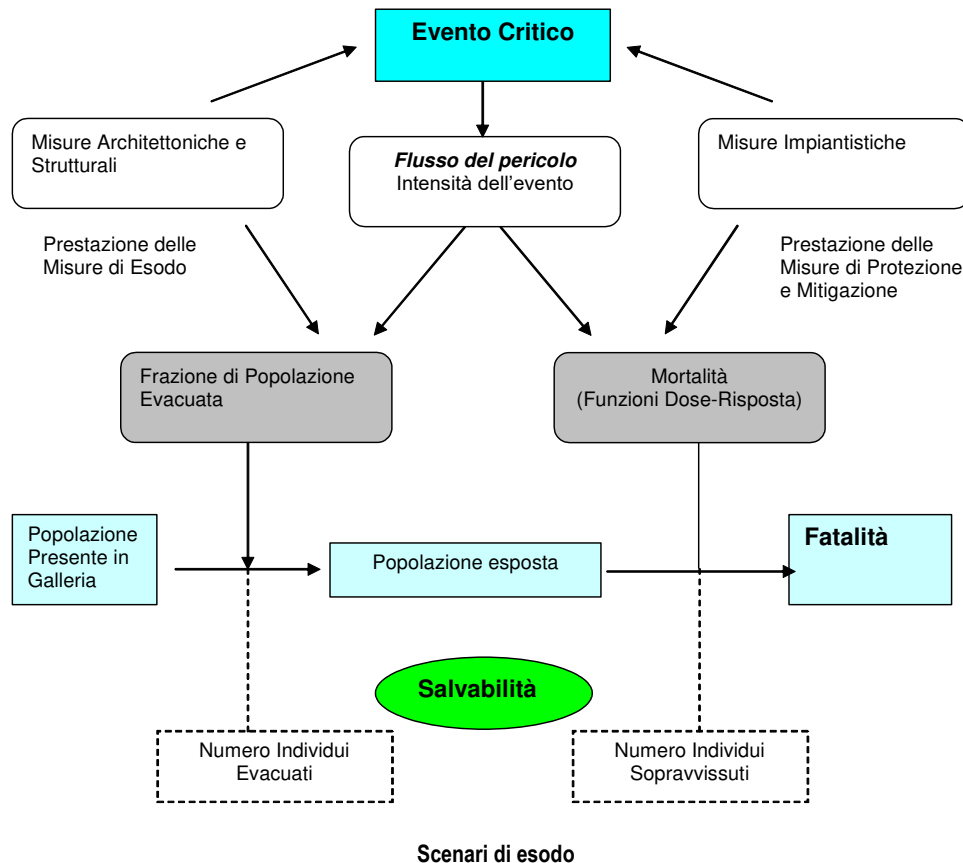 Evento Critico
Misure Architettoniche e
Strutturali
Flusso del pericolo
Intensità dell'evento
Misure Impiantistiche
Prestazione delle
Misure di Esodo
Prestazione delle
Misure di Protezione
e Mitigazione
Frazione di Popolazione
Evacuata
Mortalità
(Funzioni Dose-Risposta)
Popolazione
Presente in
Galleria
Popolazione esposta
Fatalità
Salvabilità
Numero Individui
Evacuati
Numero Individui
Sopravvissuti
Scenari di esodo